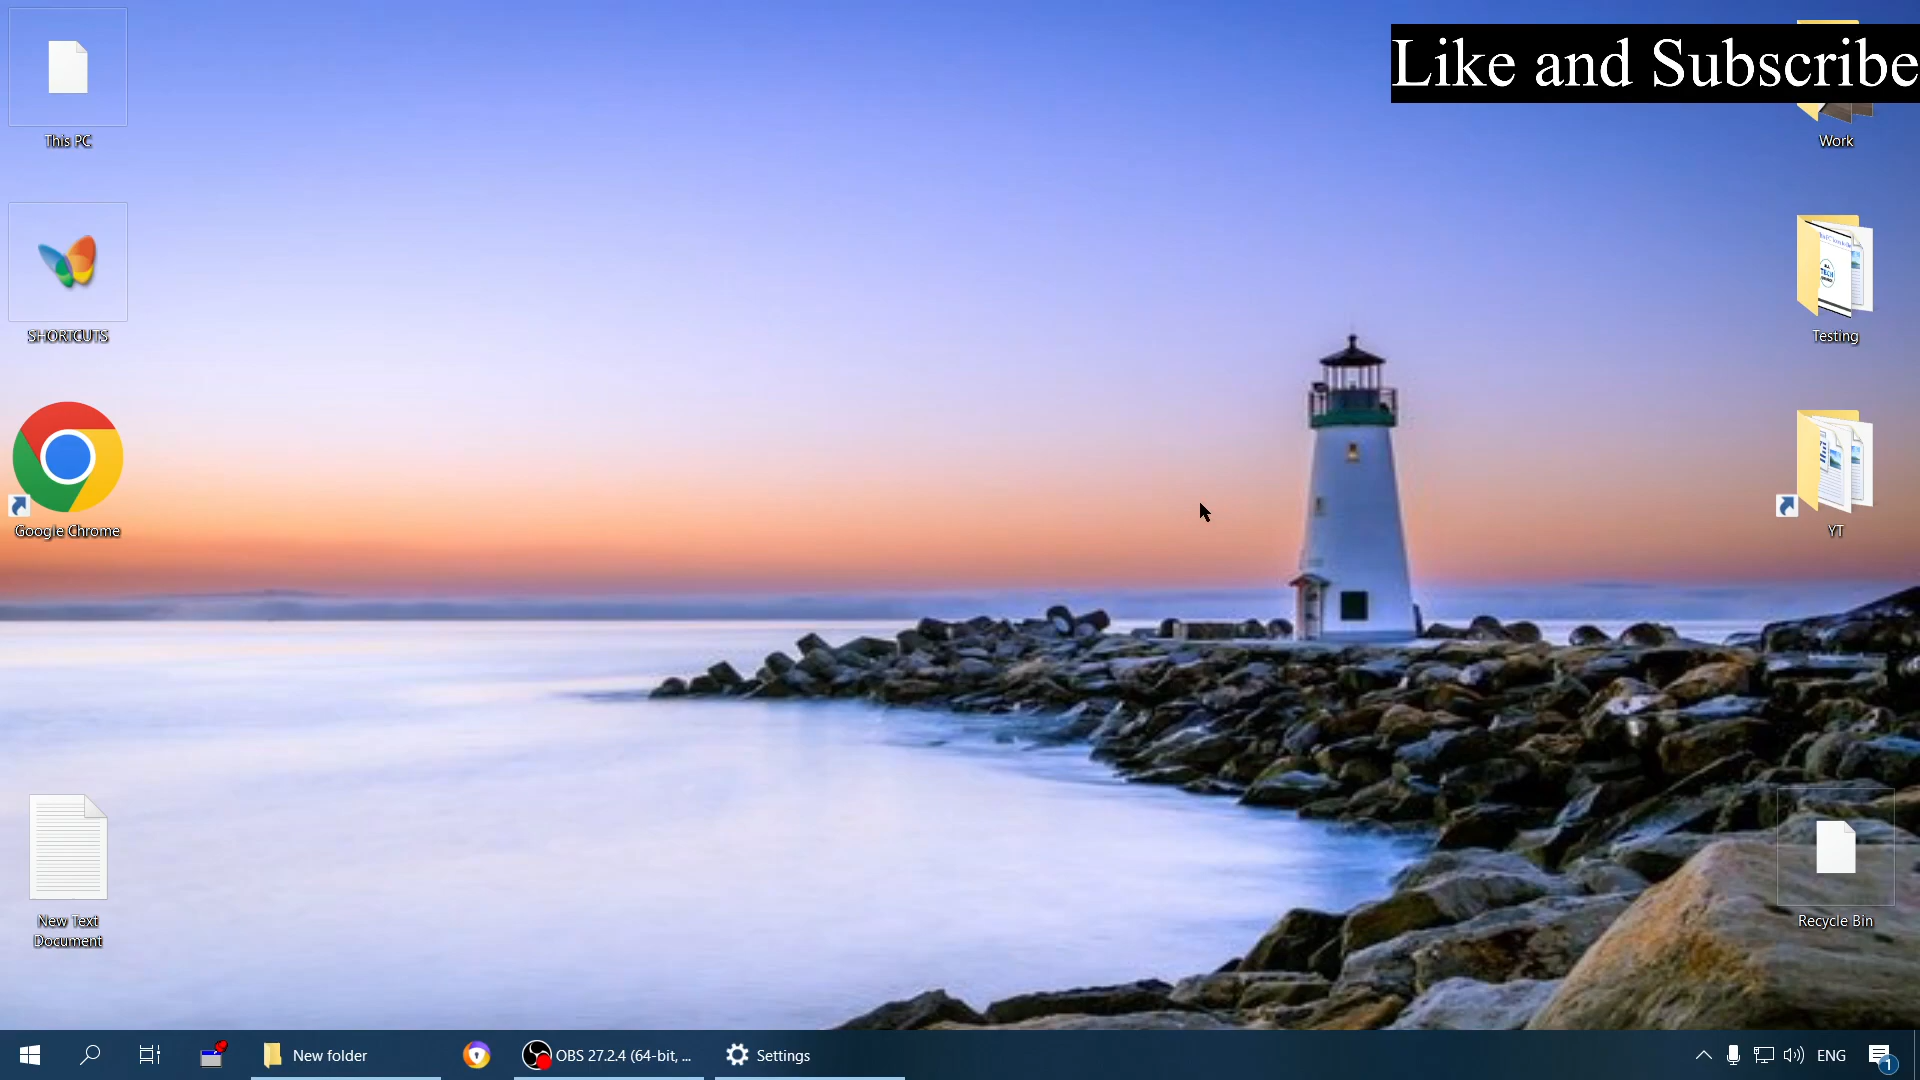 Like and Subscribe
This PC
Work
SHORTCUTS
Testing
Google Chrome
YT
New Text
Document
Recycle Bin
New folder
OBS 27.2.4 (64-bit, ...
Settings
ENG
1